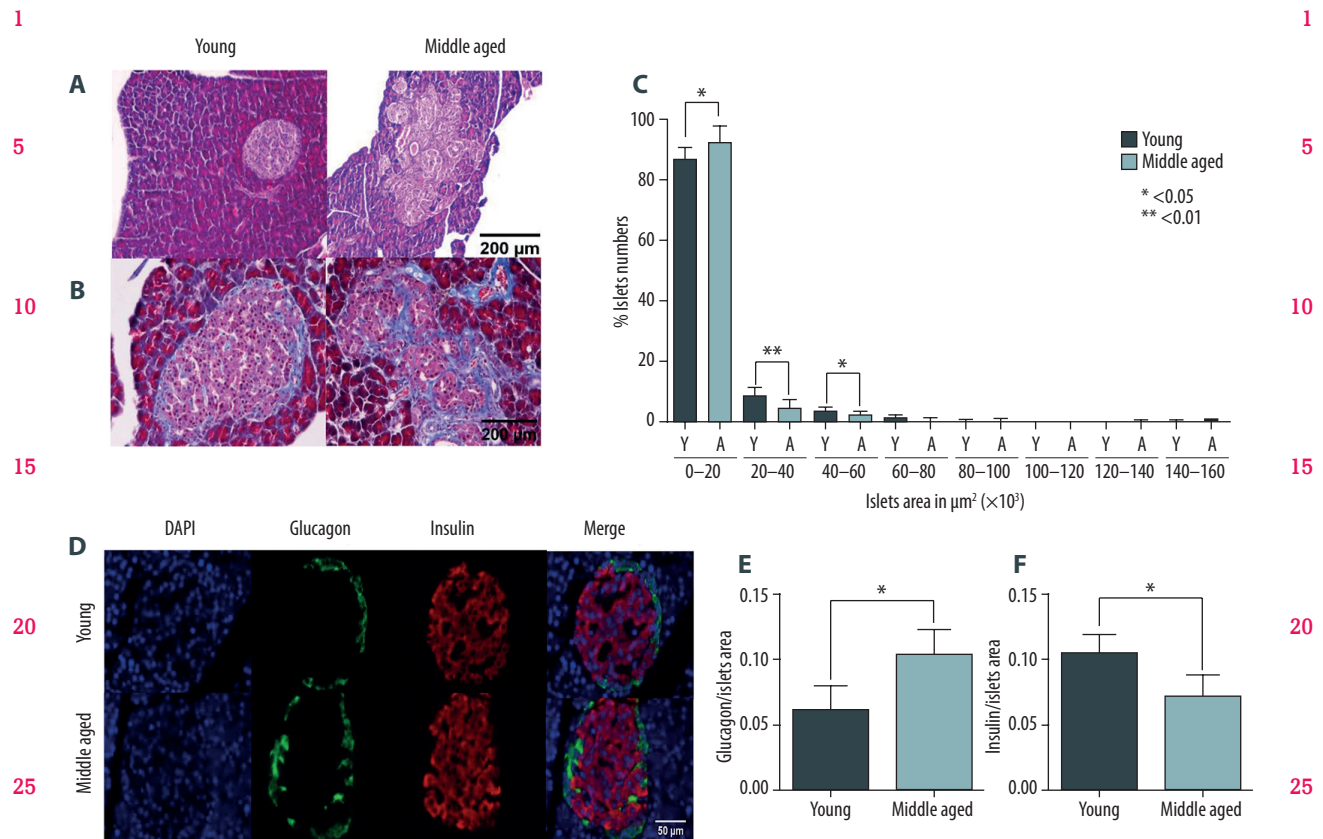 1 1
Young Middle aged
A
200 µm
5 5
B
200 µm
10 10
15 15
C
100
80
60
40
20
0
% Islets numbers
*
**
*
Young
Middle aged
* <0.05
** <0.01
Y A Y A Y A Y A Y A Y A Y A Y A
0–20 20–40 40–60 60–80 80–100 100–120 120–140 140–160
Islets area in µm² (×10³)
D
DAPI Glucagon Insulin Merge
Young
Middle aged
50 µm
20 20
25 25
E
0.15
0.10
0.05
0.00
Glucagon/islets area
*
Young Middle aged
F
0.15
0.10
0.05
0.00
Insulin/islets area
*
Young Middle aged